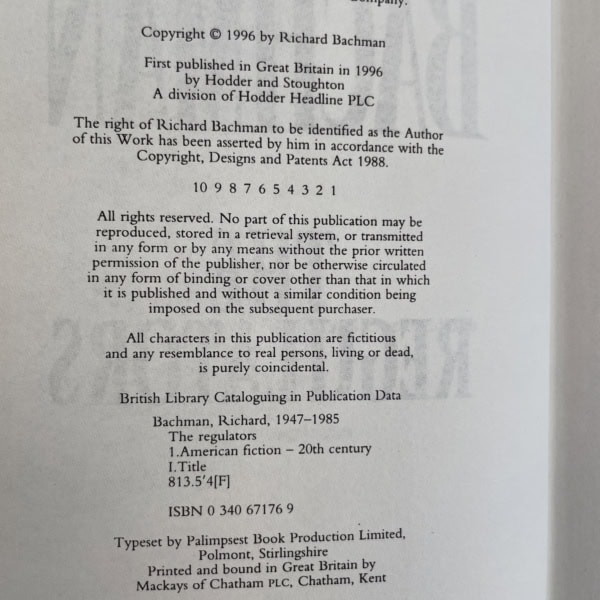 Company.
Copyright © 1996 by Richard Bachman
First published in Great Britain in 1996
by Hodder and Stoughton
A division of Hodder Headline PLC
The right of Richard Bachman to be identified as the Author
of this Work has been asserted by him in accordance with the
Copyright, Designs and Patents Act 1988.
10 9 8 7 6 5 4 3 2 1
All rights reserved. No part of this publication may be
reproduced, stored in a retrieval system, or transmitted
in any form or by any means without the prior written
permission of the publisher, nor be otherwise circulated
in any form of binding or cover other than that in which
it is published and without a similar condition being
imposed on the subsequent purchaser.
All characters in this publication are fictitious
and any resemblance to real persons, living or dead,
is purely coincidental.
British Library Cataloguing in Publication Data
Bachman, Richard, 1947–1985
The regulators
1.American fiction – 20th century
I.Title
813.5'4[F]
ISBN 0 340 67176 9
Typeset by Palimpsest Book Production Limited,
Polmont, Stirlingshire
Printed and bound in Great Britain by
Mackays of Chatham PLC, Chatham, Kent